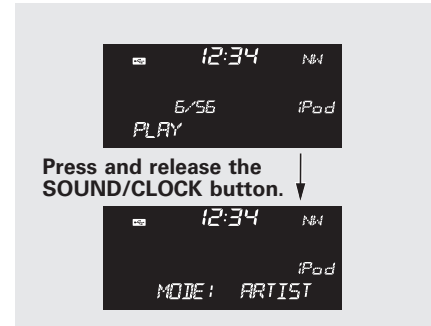 12:34 NW
6/56 iPod
PLAY
Press and release the
SOUND/CLOCK button.
12:34 NW
iPod
MODE: ARTIST